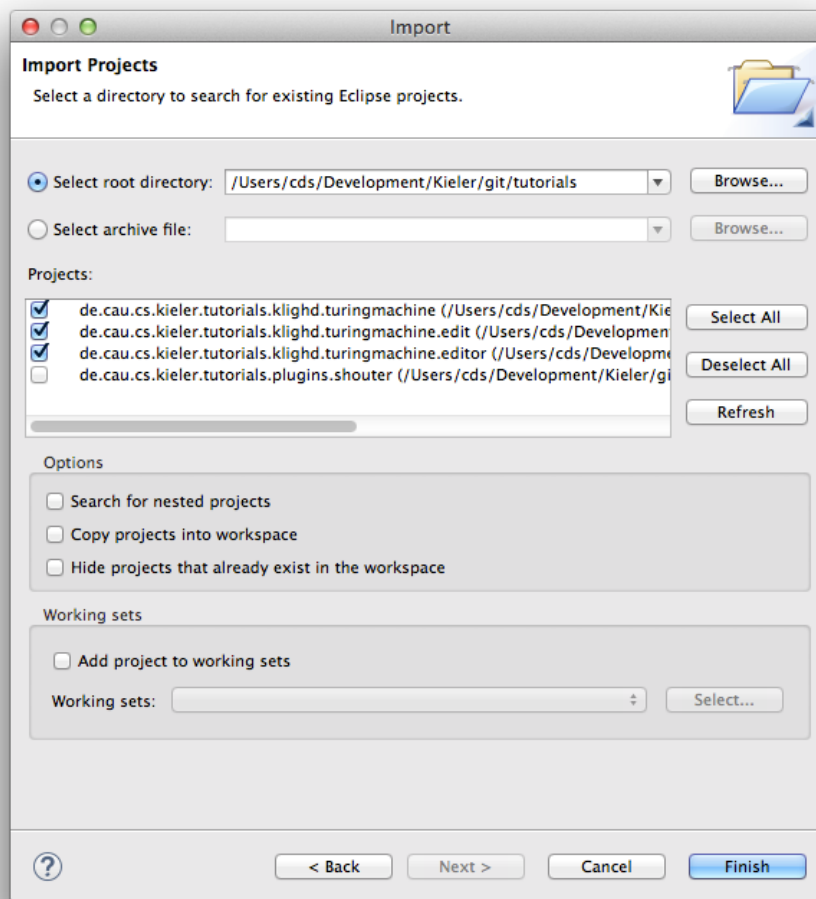 Import
Import Projects
Select a directory to search for existing Eclipse projects.
Select root directory: /Users/cds/Development/Kieler/git/tutorials Browse...
Select archive file: Browse...
Projects:
de.cau.cs.kieler.tutorials.klighd.turingmachine (/Users/cds/Development/Kie
de.cau.cs.kieler.tutorials.klighd.turingmachine.edit (/Users/cds/Development
de.cau.cs.kieler.tutorials.klighd.turingmachine.editor (/Users/cds/Developme
de.cau.cs.kieler.tutorials.plugins.shouter (/Users/cds/Development/Kieler/gi
Select All
Deselect All
Refresh
Options
Search for nested projects
Copy projects into workspace
Hide projects that already exist in the workspace
Working sets
Add project to working sets
Working sets: Select...
? < Back Next > Cancel Finish